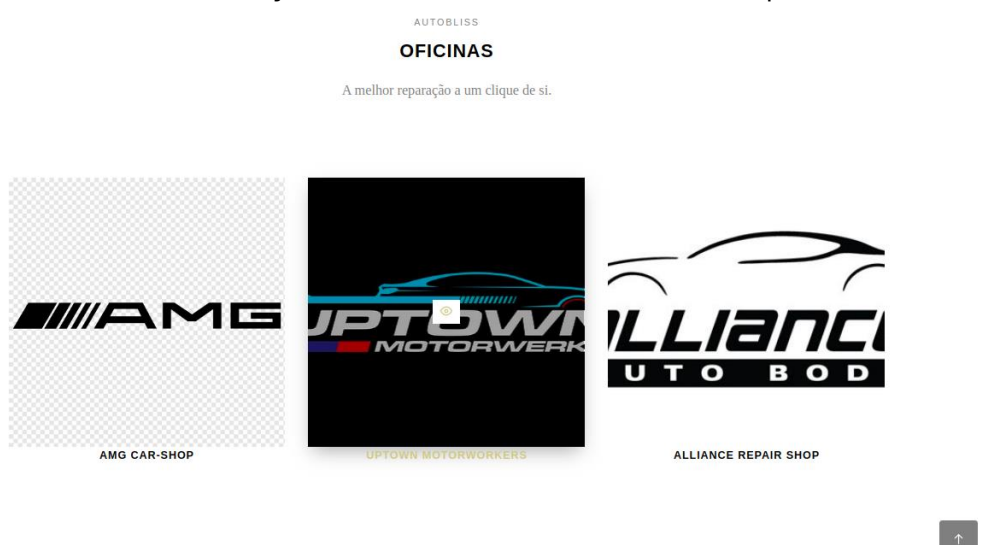 AUTOBLISS
OFICINAS
A melhor reparação a um clique de si.
AMG
UPTOWN
MOTORWERK
LLIANC
UTO BOD
AMG CAR-SHOP
UPTOWN MOTORWORKERS
ALLIANCE REPAIR SHOP